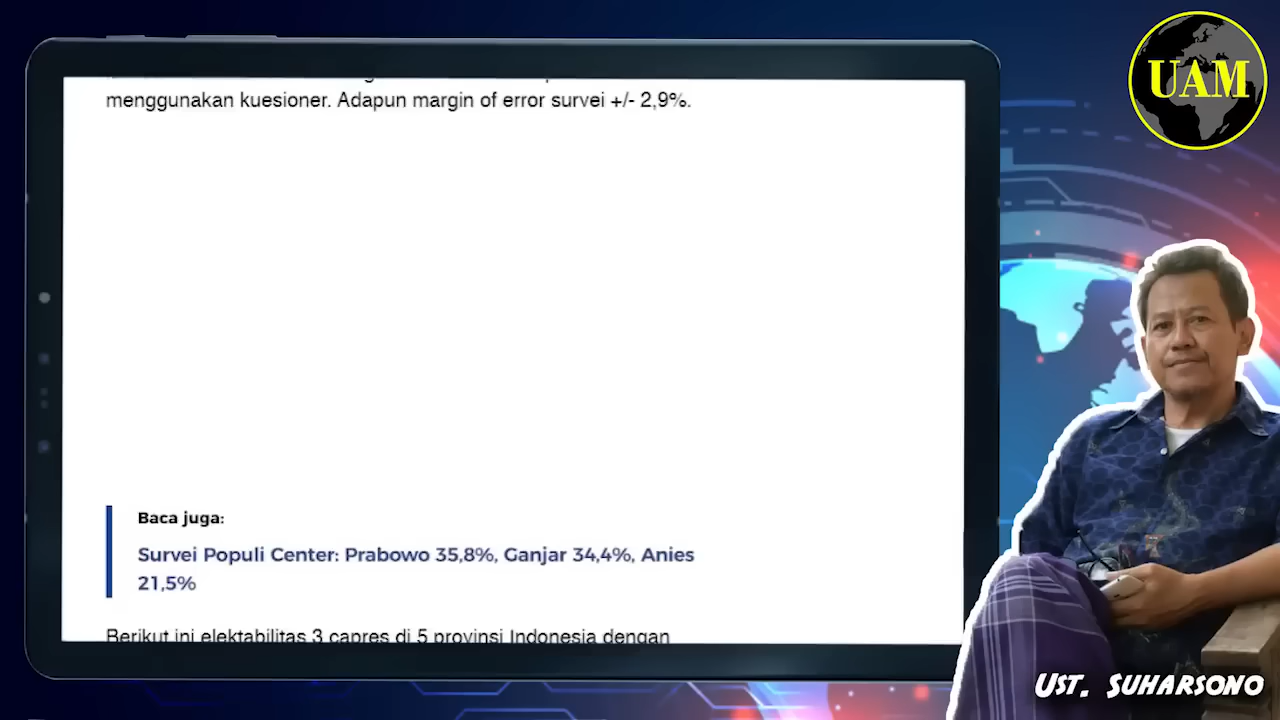 menggunakan kuesioner. Adapun margin of error survei +/- 2,9%.
UAM
Baca juga:
Survei Populi Center: Prabowo 35,8%, Ganjar 34,4%, Anies
21,5%
Berikut ini elektabilitas 3 capres di 5 provinsi Indonesia dengan
Ust. Suharsono